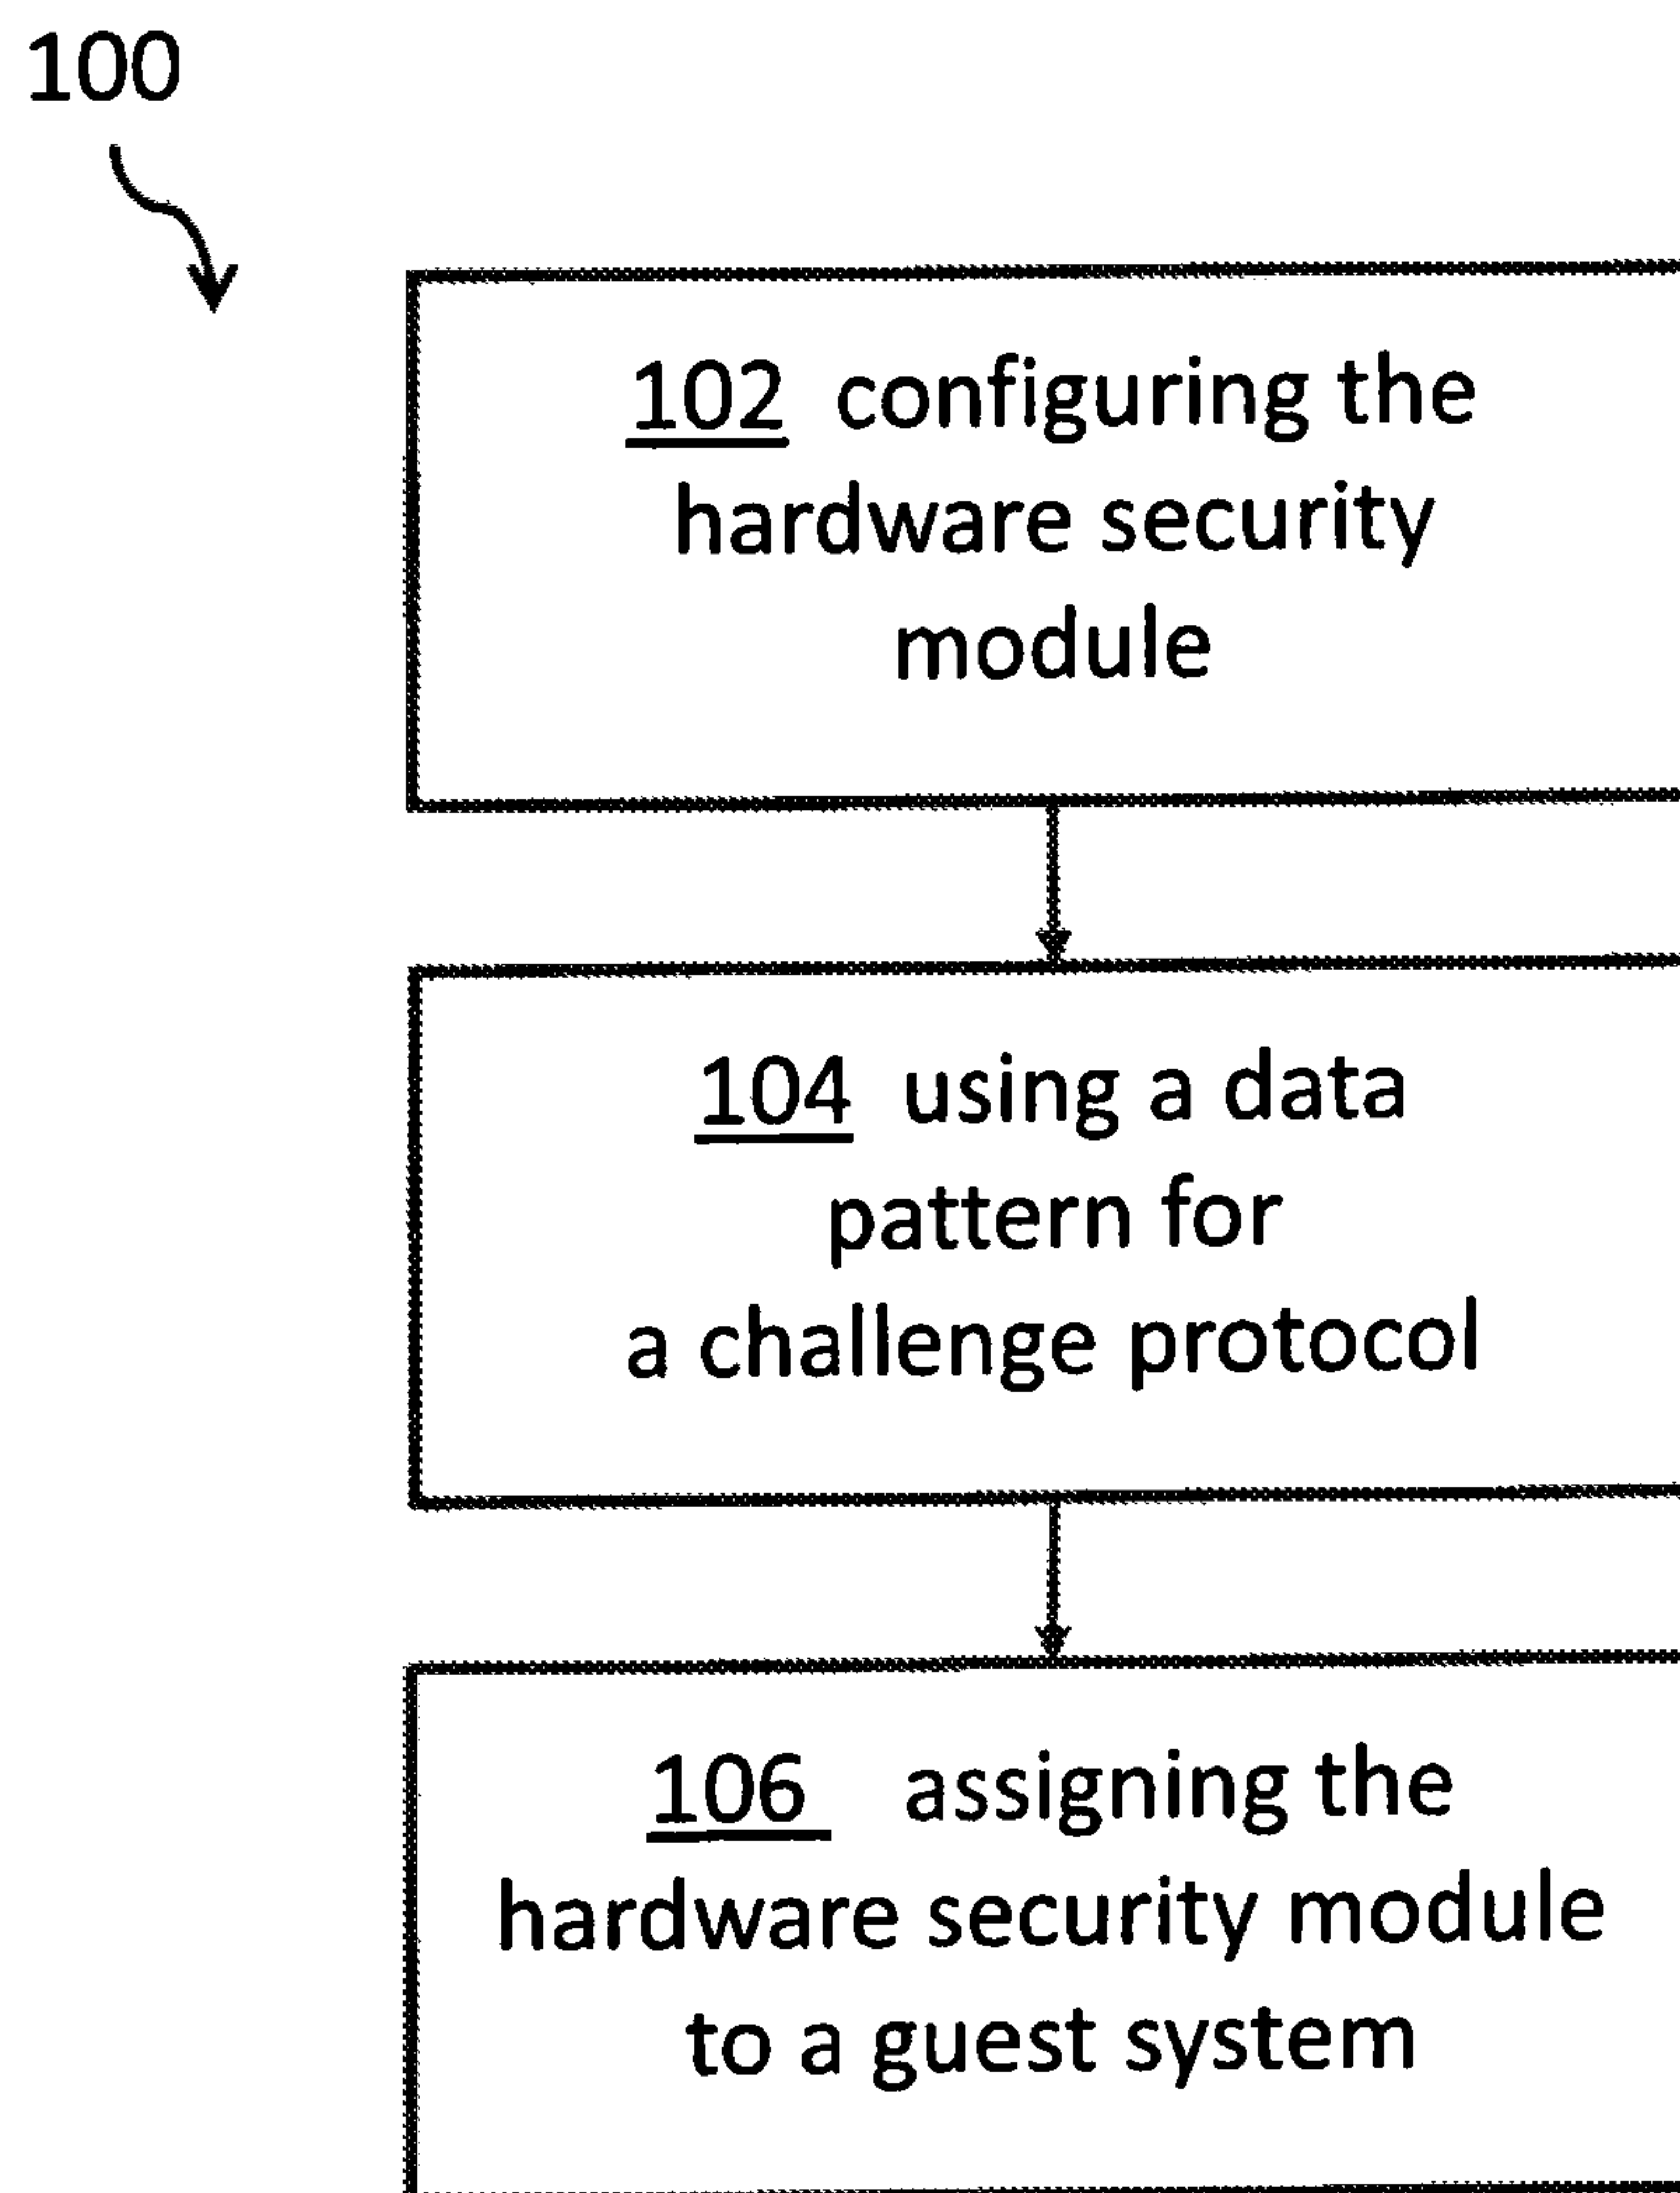 100
102 configuring the
hardware security
module
104 using a data
pattern for
a challenge protocol
106 assigning the
hardware security module
to a guest system